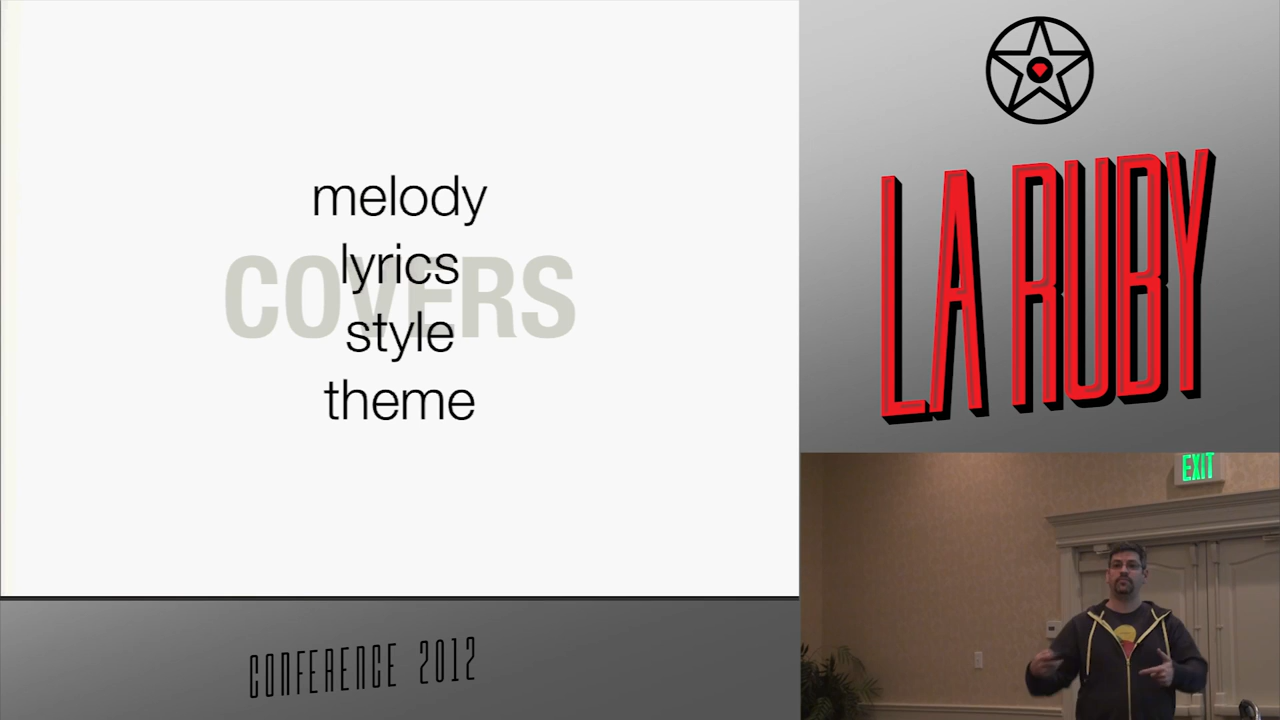 melody
lyrics
COVERS
style
theme
CONFERENCE 2012
LA RUBY
EXIT